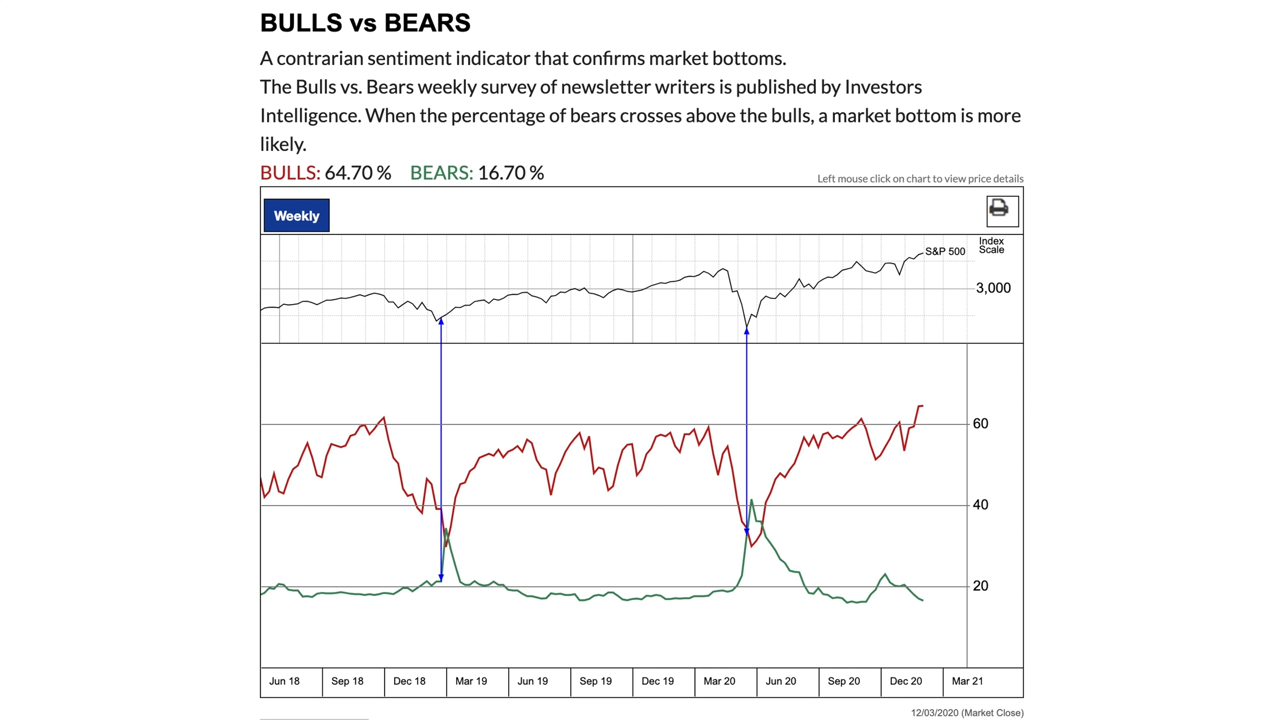 BULLS vs BEARS
A contrarian sentiment indicator that confirms market bottoms.
The Bulls vs. Bears weekly survey of newsletter writers is published by Investors
Intelligence. When the percentage of bears crosses above the bulls, a market bottom is more
likely.
BULLS: 64.70 % BEARS: 16.70 %
Left mouse click on chart to view price details
Weekly
Index
Scale
S&P 500
3,000
60
40
20
Jun 18 Sep 18 Dec 18 Mar 19 Jun 19 Sep 19 Dec 19 Mar 20 Jun 20 Sep 20 Dec 20 Mar 21
12/03/2020 (Market Close)